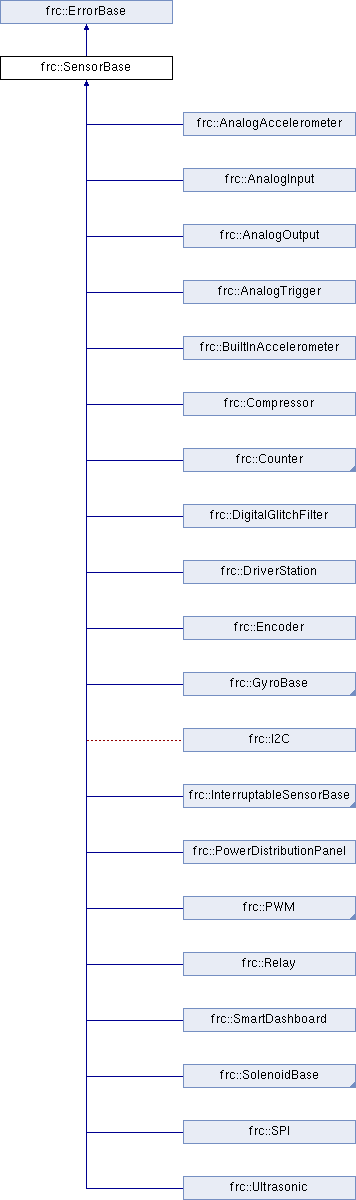 frc::ErrorBase
frc::SensorBase
frc::AnalogAccelerometer
frc::AnalogInput
frc::AnalogOutput
frc::AnalogTrigger
frc::BuiltInAccelerometer
frc::Compressor
frc::Counter
frc::DigitalGlitchFilter
frc::DriverStation
frc::Encoder
frc::GyroBase
frc::I2C
frc::InterruptableSensorBase
frc::PowerDistributionPanel
frc::PWM
frc::Relay
frc::SmartDashboard
frc::SolenoidBase
frc::SPI
frc::Ultrasonic